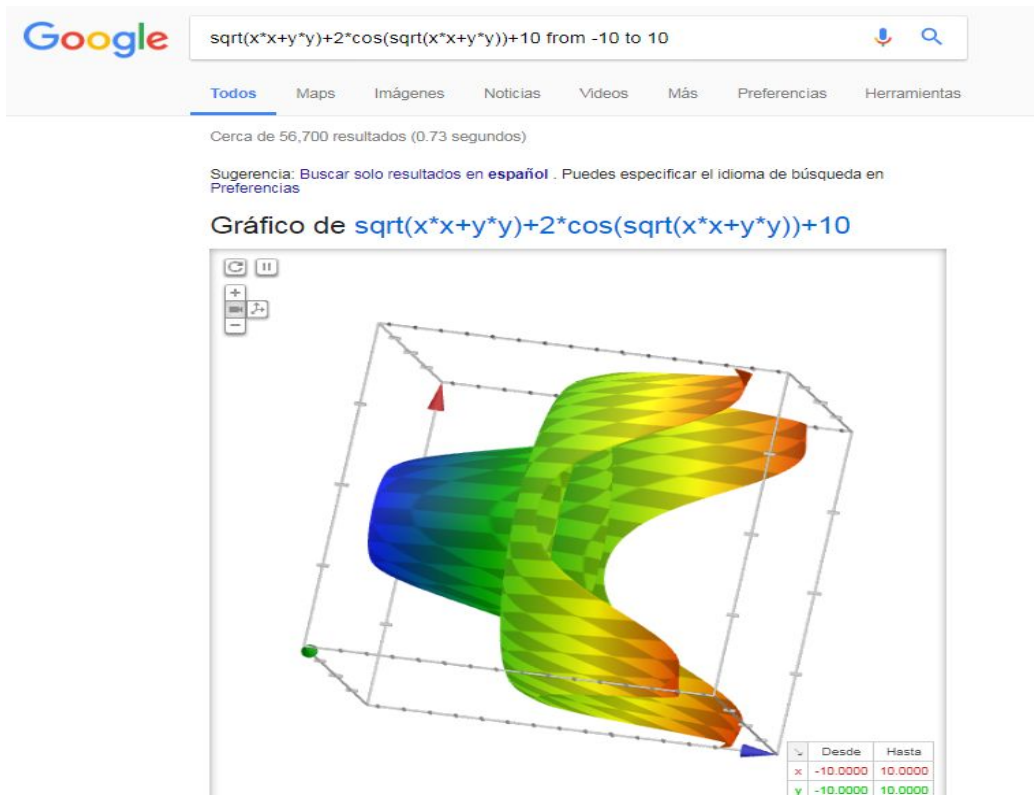 Google
sqrt(x*x+y*y)+2*cos(sqrt(x*x+y*y))+10 from -10 to 10
Todos Maps Imágenes Noticias Videos Más Preferencias Herramientas
Cerca de 56,700 resultados (0.73 segundos)
Sugerencia: Buscar solo resultados en español . Puedes especificar el idioma de búsqueda en
Preferencias
Gráfico de sqrt(x*x+y*y)+2*cos(sqrt(x*x+y*y))+10
Desde Hasta
x -10.0000 10.0000
y -10.0000 10.0000